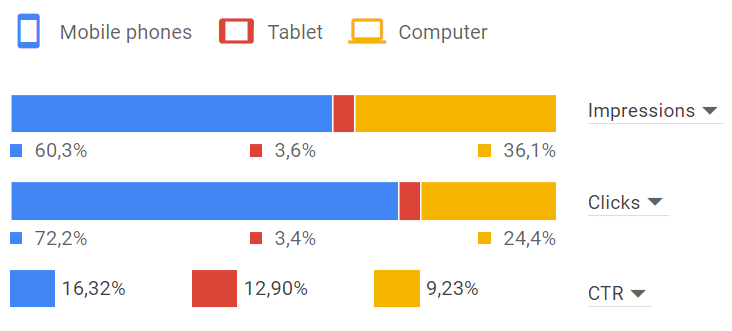 Mobile phones Tablet Computer
Impressions
60,3% 3,6% 36,1%
Clicks
72,2% 3,4% 24,4%
16,32% 12,90% 9,23% CTR